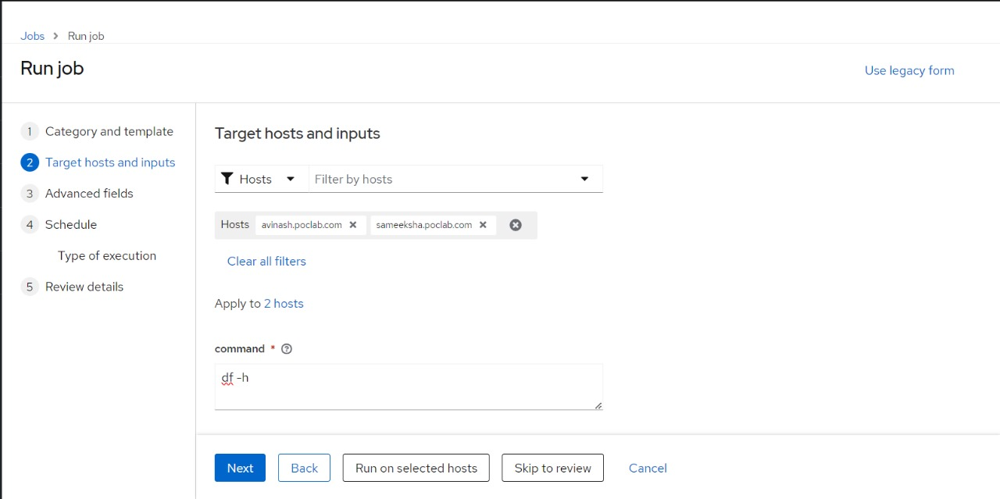 Jobs > Run job
Run job
Use legacy form
1 Category and template
2 Target hosts and inputs
3 Advanced fields
4 Schedule
Type of execution
5 Review details
Target hosts and inputs
Hosts Filter by hosts
Hosts avinash.poclab.com sameeksha.poclab.com
Clear all filters
Apply to 2 hosts
command *
df -h
Next Back Run on selected hosts Skip to review Cancel